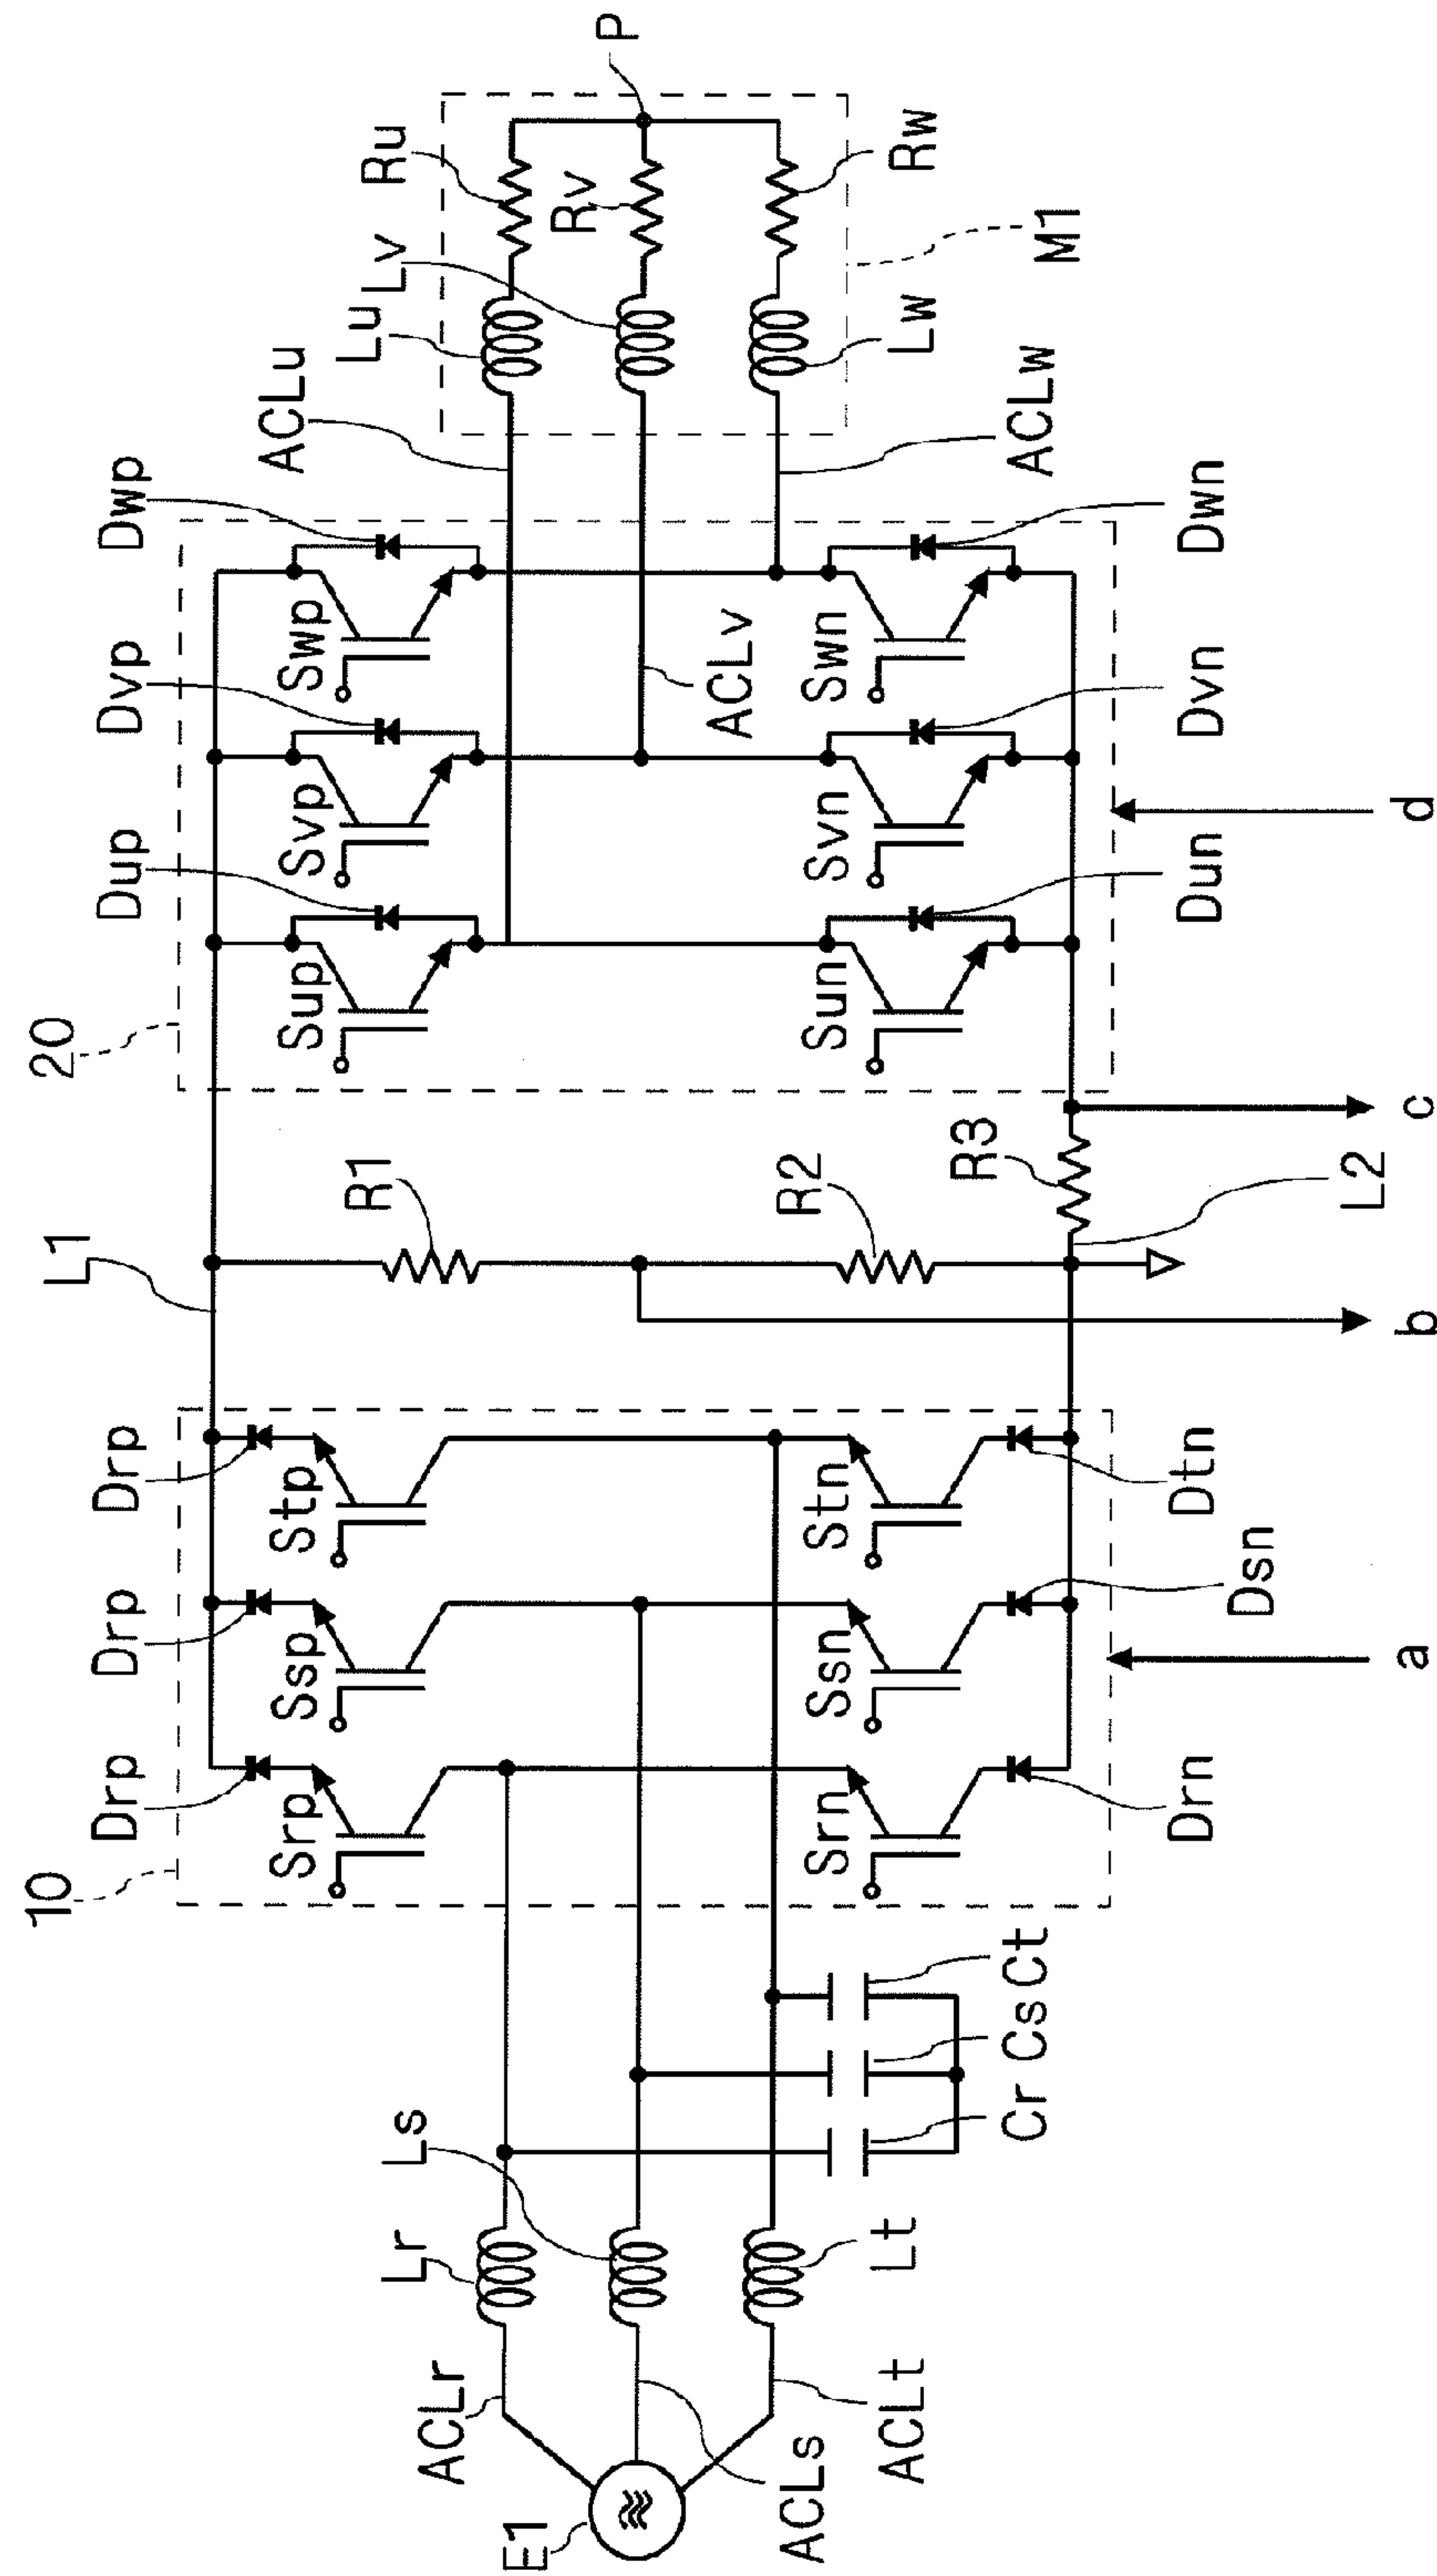 10
Drp
Drp
Drp
L1
20
Dup
Dvp
Dwp
Srp
Ssp
Stp
R1
Sup
Svp
Swp
ACLu
Lu
Lv
Ru
Rv
P
E1
ACLr
Lr
Ls
ACLs
ACLt
Lt
Cr
Cs
Ct
Srn
Ssn
Stn
R2
R3
Sun
Svn
Swn
ACLv
ACLw
Lw
Rw
M1
Drn
Dsn
Dtn
L2
Dun
Dvn
Dwn
a
b
c
d